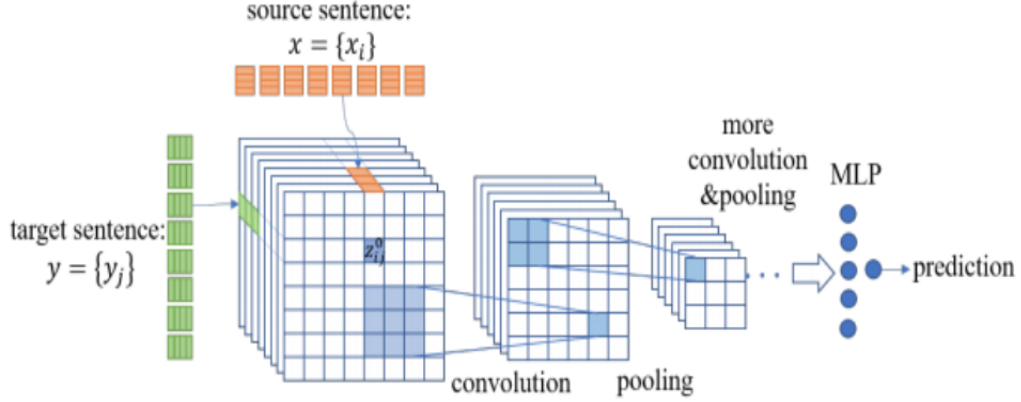 source sentence:
x = {xᵢ}
more
convolution
&pooling
MLP
target sentence:
y = {yⱼ}
z⁰ᵢⱼ
prediction
convolution
pooling